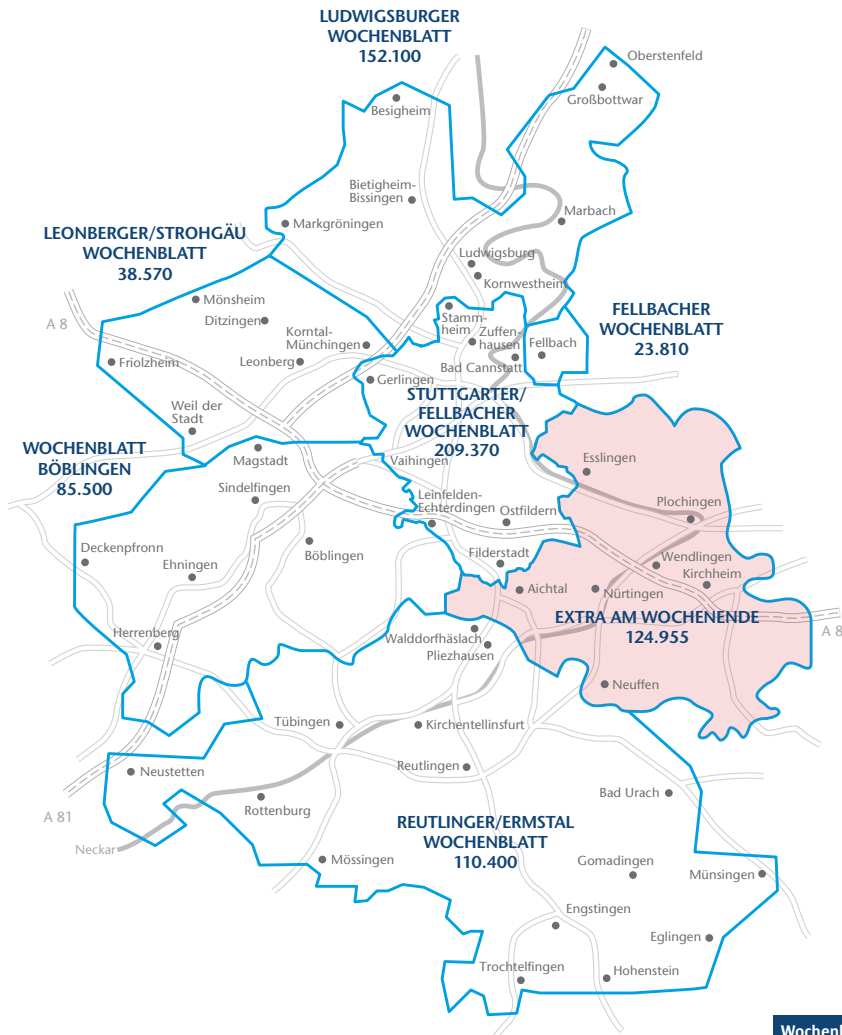 LUDWIGSBURGER
WOCHENBLATT
152.100
Oberstenfeld
Großbottwar
Besigheim
Bietigheim-
Bissingen
Marbach
Markgröningen
LEONBERGER/STROHGÄU
WOCHENBLATT
38.570
Ludwigsburg
Kornwestheim
Mönsheim
Ditzingen
A 8
Stamm-
heim
Zuffen-
hausen
FELLBACHER
WOCHENBLATT
23.810
Korntal-
Münchingen
Friolzheim
Leonberg
Fellbach
Bad Cannstatt
Gerlingen
STUTTGARTER/
FELLBACHER
WOCHENBLATT
209.370
Weil der
Stadt
WOCHENBLATT
BÖBLINGEN
85.500
Magstadt
Vaihingen
Esslingen
Sindelfingen
Leinfelden-
Echterdingen
Ostfildern
Plochingen
Deckenpfronn
Ehningen
Böblingen
Filderstadt
Wendlingen
Kirchheim
Aichtal
Nürtingen
EXTRA AM WOCHENENDE
124.955
A 8
Herrenberg
Walddorfhäslach
Pliezhausen
Neuffen
Tübingen
Kirchentellinsfurt
Neustetten
Reutlingen
Rottenburg
Bad Urach
A 81
Neckar
REUTLINGER/ERMSTAL
WOCHENBLATT
110.400
Mössingen
Gomadingen
Münsingen
Engstingen
Eglingen
Trochtelfingen
Hohenstein